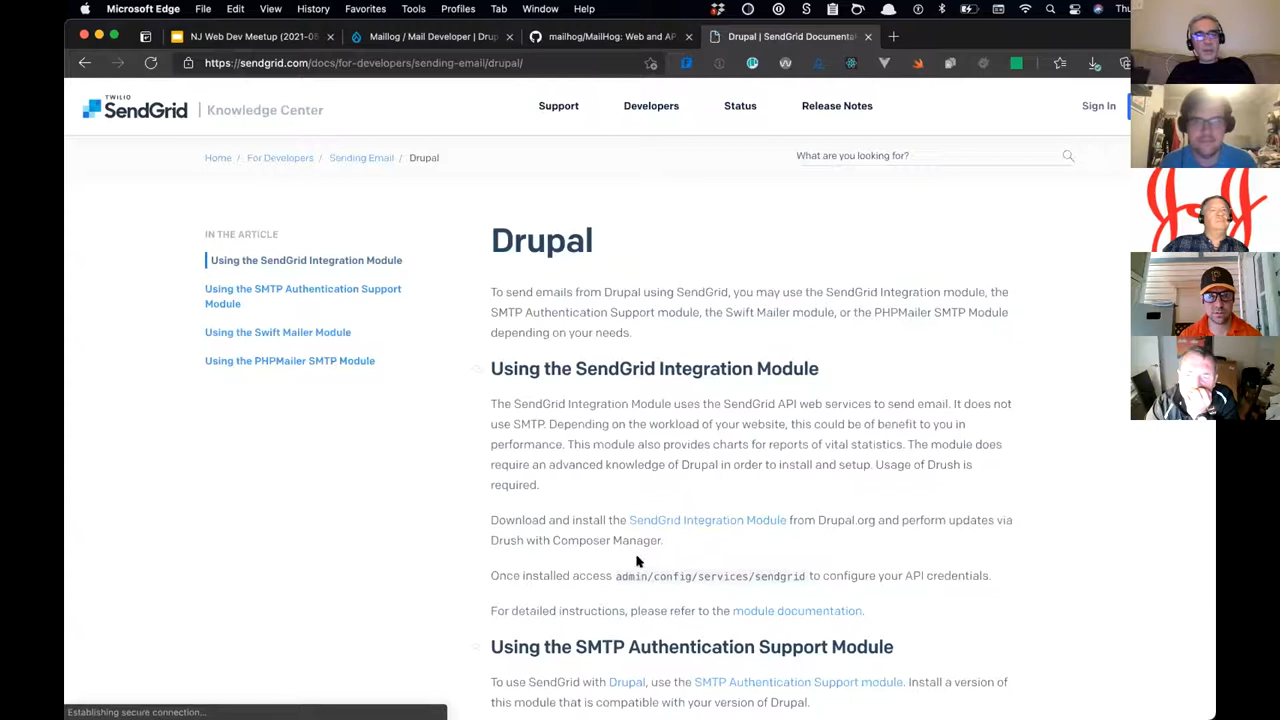 Microsoft Edge File Edit View History Favorites Tools Profiles Tab Window Help
NJ Web Dev Meetup (2021-05
Maillog / Mail Developer | Drup
mailhog/MailHog: Web and AP
Drupal | SendGrid Documenta
https://sendgrid.com/docs/for-developers/sending-email/drupal/
TWILIO
SendGrid | Knowledge Center
Support Developers Status Release Notes
Sign In
Home / For Developers / Sending Email / Drupal
What are you looking for?
IN THE ARTICLE
Using the SendGrid Integration Module
Using the SMTP Authentication Support
Module
Using the Swift Mailer Module
Using the PHPMailer SMTP Module
Drupal
To send emails from Drupal using SendGrid, you may use the SendGrid Integration module, the
SMTP Authentication Support module, the Swift Mailer module, or the PHPMailer SMTP Module
depending on your needs.
Using the SendGrid Integration Module
The SendGrid Integration Module uses the SendGrid API web services to send email. It does not
use SMTP. Depending on the workload of your website, this could be of benefit to you in
performance. This module also provides charts for reports of vital statistics. The module does
require an advanced knowledge of Drupal in order to install and setup. Usage of Drush is
required.
Download and install the SendGrid Integration Module from Drupal.org and perform updates via
Drush with Composer Manager.
Once installed access admin/config/services/sendgrid to configure your API credentials.
For detailed instructions, please refer to the module documentation.
Using the SMTP Authentication Support Module
To use SendGrid with Drupal, use the SMTP Authentication Support module. Install a version of
this module that is compatible with your version of Drupal.
Establishing secure connection...